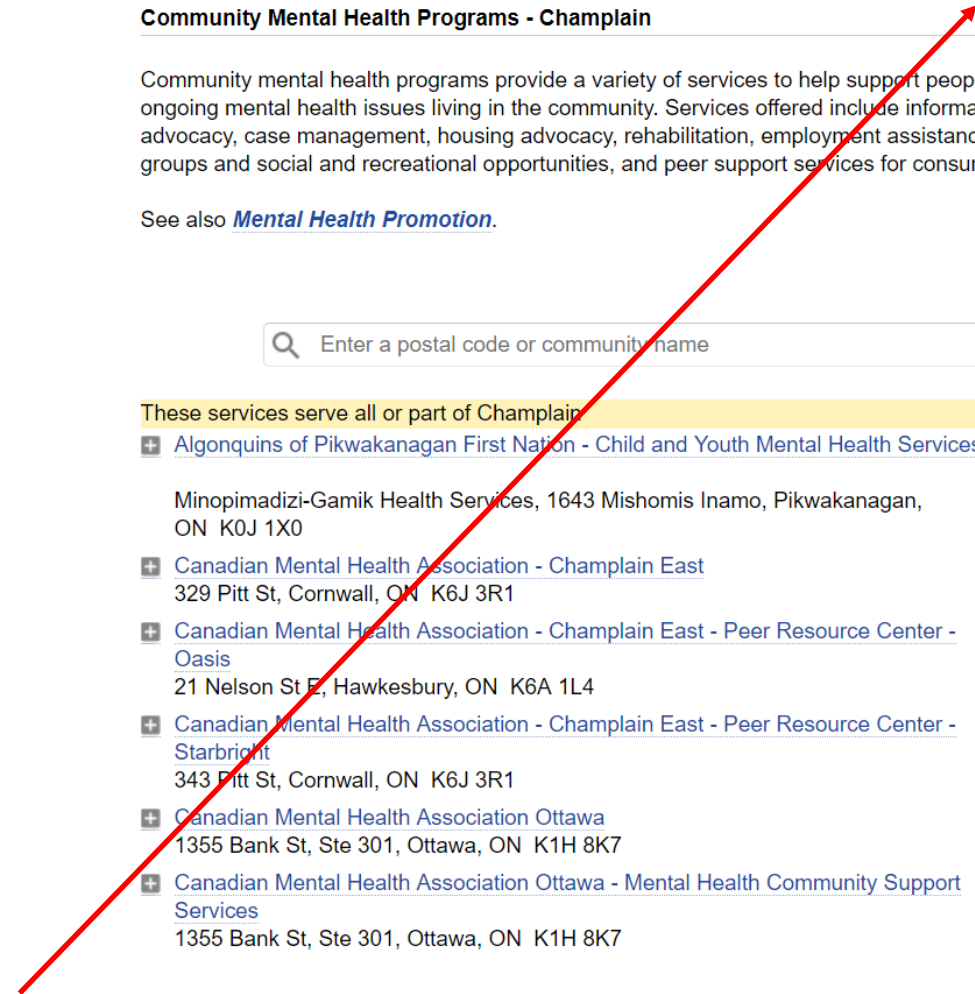 Community Mental Health Programs - Champlain
Community mental health programs provide a variety of services to help support peop
ongoing mental health issues living in the community. Services offered include informa
advocacy, case management, housing advocacy, rehabilitation, employment assistanc
groups and social and recreational opportunities, and peer support services for consu
See also Mental Health Promotion.
Enter a postal code or community name
These services serve all or part of Champlain
Algonquins of Pikwakanagan First Nation - Child and Youth Mental Health Services
Minopimadizi-Gamik Health Services, 1643 Mishomis Inamo, Pikwakanagan,
ON K0J 1X0
Canadian Mental Health Association - Champlain East
329 Pitt St, Cornwall, ON K6J 3R1
Canadian Mental Health Association - Champlain East - Peer Resource Center -
Oasis
21 Nelson St E, Hawkesbury, ON K6A 1L4
Canadian Mental Health Association - Champlain East - Peer Resource Center -
Starbright
343 Pitt St, Cornwall, ON K6J 3R1
Canadian Mental Health Association Ottawa
1355 Bank St, Ste 301, Ottawa, ON K1H 8K7
Canadian Mental Health Association Ottawa - Mental Health Community Support
Services
1355 Bank St, Ste 301, Ottawa, ON K1H 8K7